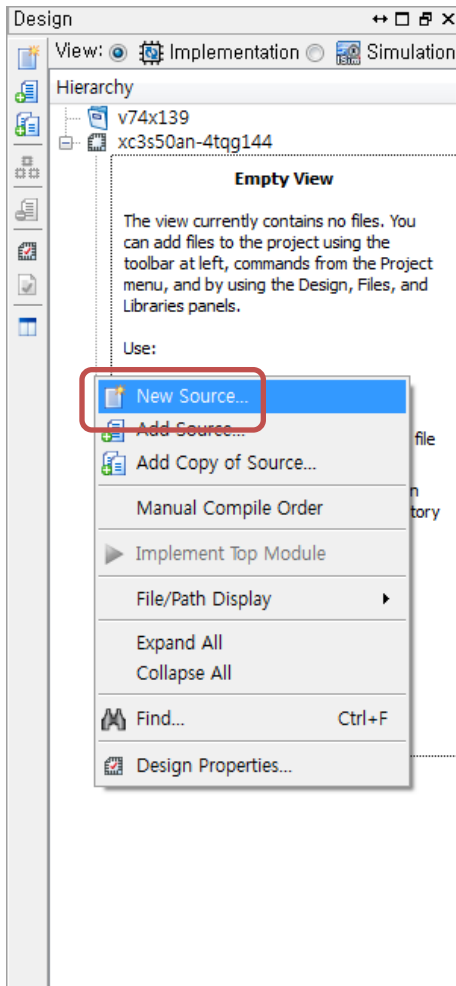 Design
View: Implementation Simulation
Hierarchy
v74x139
xc3s50an-4tqg144
Empty View
The view currently contains no files. You
can add files to the project using the
toolbar at left, commands from the Project
menu, and by using the Design, Files, and
Libraries panels.
Use:
New Source...
Add Source...
file
Add Copy of Source...
n
Manual Compile Order
tory
Implement Top Module
File/Path Display
Expand All
Collapse All
Find... Ctrl+F
Design Properties...